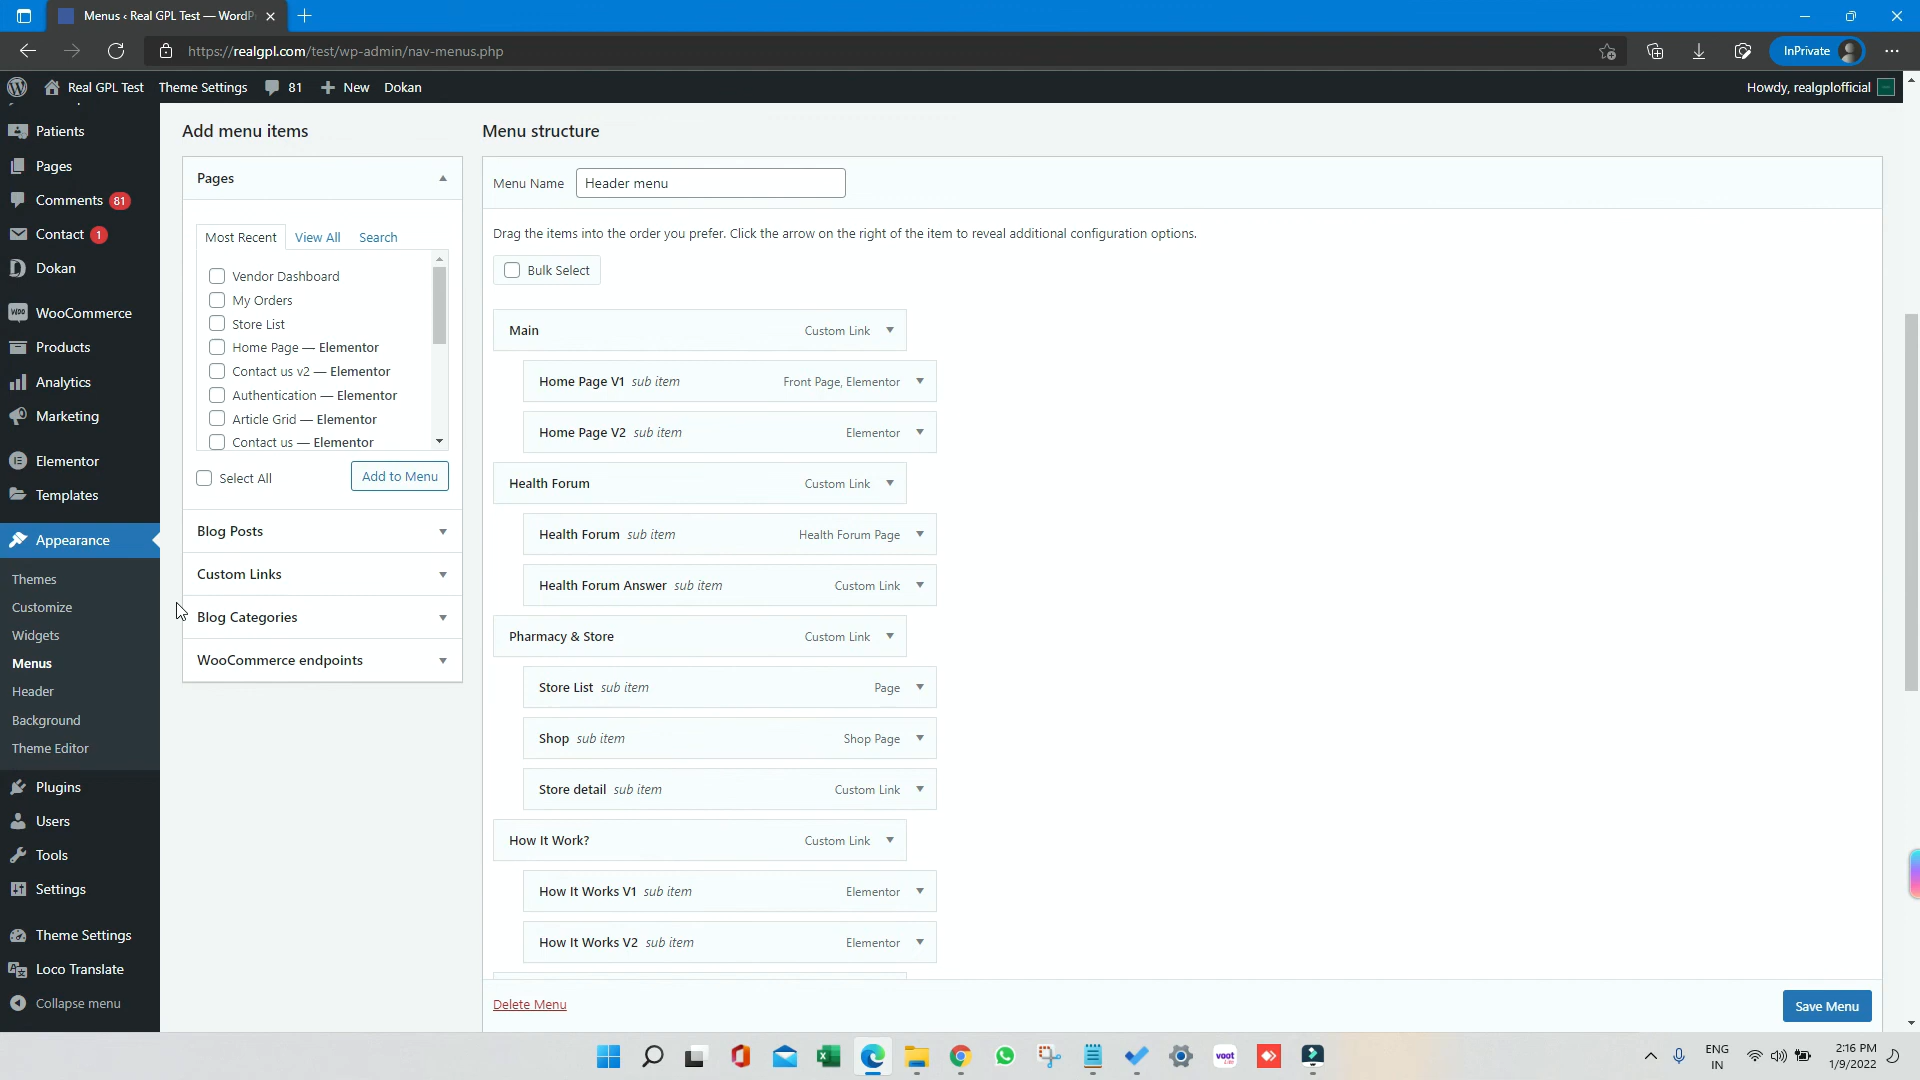 Menus ‹ Real GPL Test — WordP
https://realgpl.com/test/wp-admin/nav-menus.php
InPrivate
Real GPL Test
Theme Settings
81
New
Dokan
Howdy, realgplofficial
Patients
Pages
Comments 81
Contact 1
Dokan
WooCommerce
Products
Analytics
Marketing
Elementor
Templates
Appearance
Themes
Customize
Widgets
Menus
Header
Background
Theme Editor
Plugins
Users
Tools
Settings
Theme Settings
Loco Translate
Collapse menu
Add menu items
Pages
Most Recent
View All
Search
Vendor Dashboard
My Orders
Store List
Home Page — Elementor
Contact us v2 — Elementor
Authentication — Elementor
Article Grid — Elementor
Contact us — Elementor
Select All
Add to Menu
Blog Posts
Custom Links
Blog Categories
WooCommerce endpoints
Menu structure
Menu Name
Header menu
Drag the items into the order you prefer. Click the arrow on the right of the item to reveal additional configuration options.
Bulk Select
Main Custom Link
Home Page V1 sub item Front Page, Elementor
Home Page V2 sub item Elementor
Health Forum Custom Link
Health Forum sub item Health Forum Page
Health Forum Answer sub item Custom Link
Pharmacy & Store Custom Link
Store List sub item Page
Shop sub item Shop Page
Store detail sub item Custom Link
How It Work? Custom Link
How It Works V1 sub item Elementor
How It Works V2 sub item Elementor
Delete Menu
Save Menu
voot
ENG
IN
2:16 PM
1/9/2022